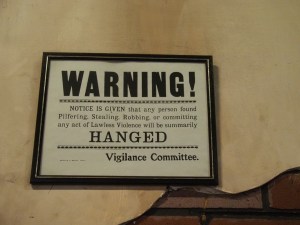 WARNING!
NOTICE IS GIVEN that any person found
Pilfering, Stealing, Robbing, or committing
any act of Lawless Violence will be summarily
HANGED
Vigilance Committee.